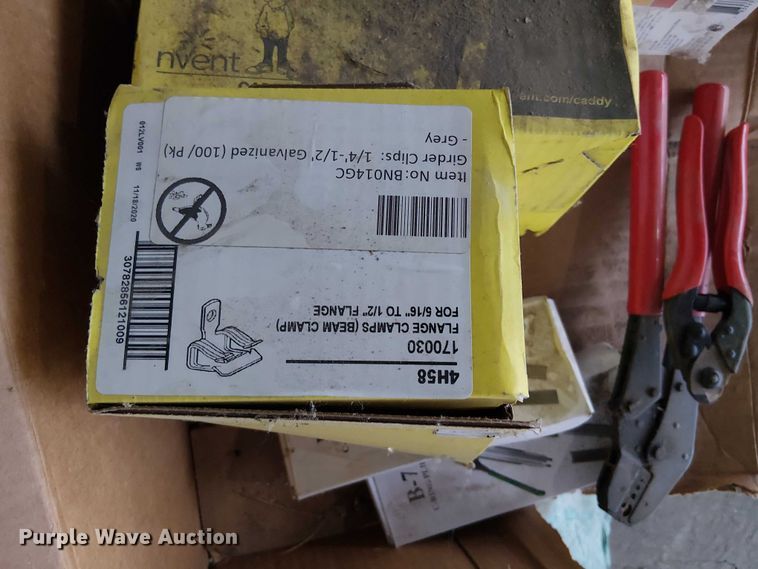 nvent
ent.com/caddy
Item No:BN014GC
Girder Clips: 1/4'-1/2' Galvanized (100/Pk)
- Grey
012LVO01 W6 11/18/2020
30782856121009
4H58
170030
FLANGE CLAMPS (BEAM CLAMP)
FOR 5/16" TO 1/2" FLANGE
B-7
Purple Wave Auction